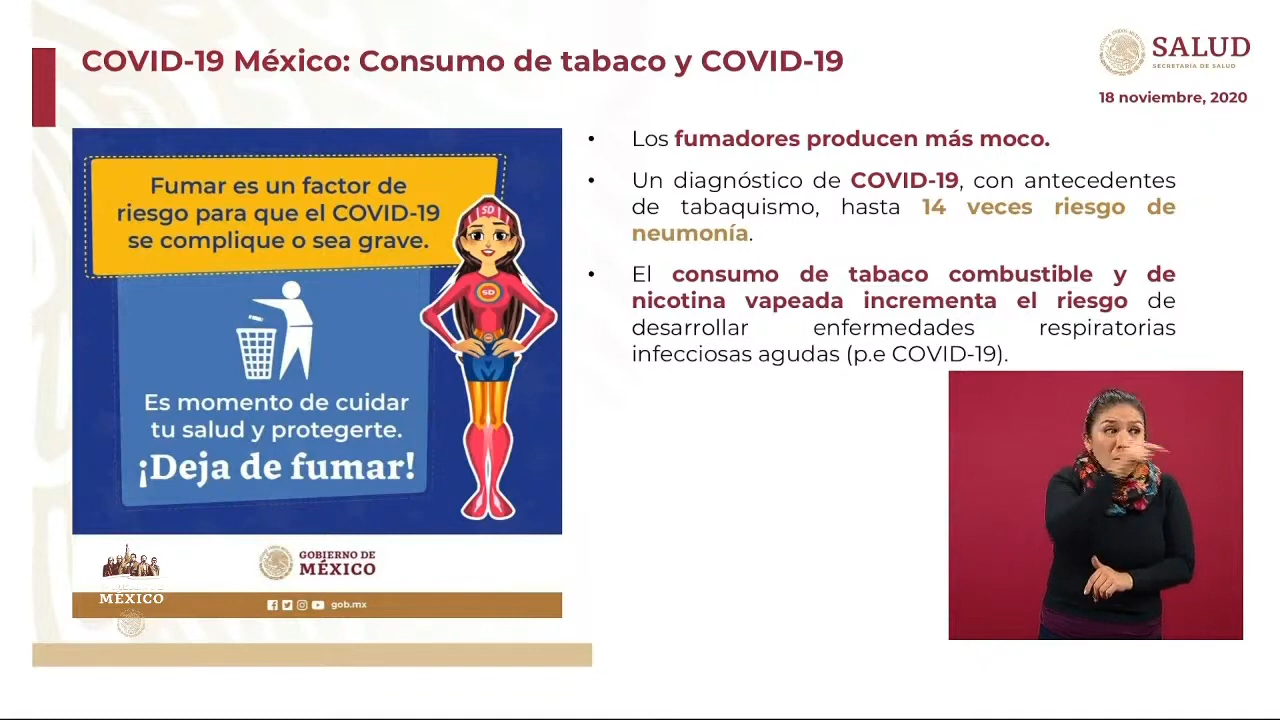 COVID-19 México: Consumo de tabaco y COVID-19
SALUD
SECRETARÍA DE SALUD
18 noviembre, 2020
Fumar es un factor de
riesgo para que el COVID-19
se complique o sea grave.
SD
SD
Es momento de cuidar
tu salud y protegerte.
¡Deja de fumar!
GOBIERNO DE
MÉXICO
MÉXICO
gob.mx
• Los fumadores producen más moco.
• Un diagnóstico de COVID-19, con antecedentes
de tabaquismo, hasta 14 veces riesgo de
neumonía.
• El consumo de tabaco combustible y de
nicotina vapeada incrementa el riesgo de
desarrollar enfermedades respiratorias
infecciosas agudas (p.e COVID-19).